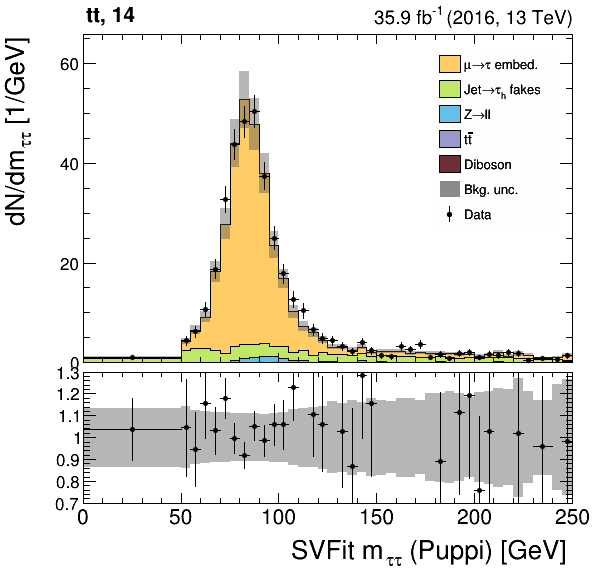 tt, 14
35.9 fb⁻¹ (2016, 13 TeV)
dN/dm_ττ [1/GeV]
60
40
20
0
μ→τ embed.
Jet→τ_h fakes
Z→ll
tt̅
Diboson
Bkg. unc.
Data
1.3
1.2
1.1
1
0.9
0.8
0.7
0 50 100 150 200 250
SVFit m_ττ (Puppi) [GeV]